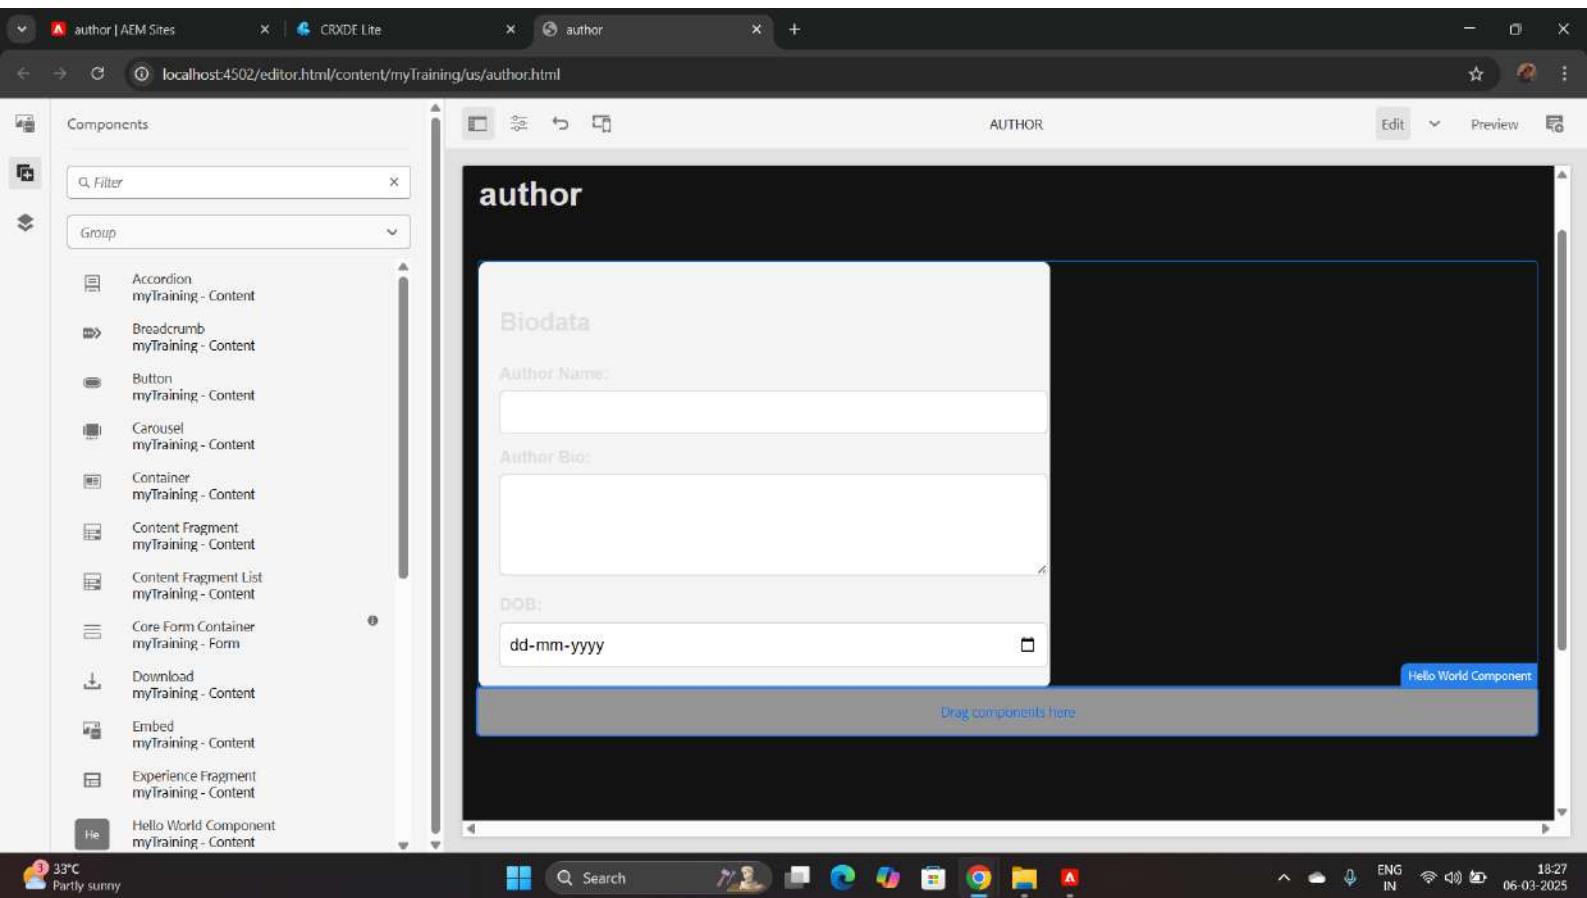 author | AEM Sites
CRXDE Lite
author
localhost:4502/editor.html/content/myTraining/us/author.html
Components
AUTHOR
Edit
Preview
Filter
Group
Accordion
myTraining - Content
Breadcrumb
myTraining - Content
Button
myTraining - Content
Carousel
myTraining - Content
Container
myTraining - Content
Content Fragment
myTraining - Content
Content Fragment List
myTraining - Content
Core Form Container
myTraining - Form
Download
myTraining - Content
Embed
myTraining - Content
Experience Fragment
myTraining - Content
He
Hello World Component
myTraining - Content
author
Biodata
Author Name:
Author Bio:
DOB:
dd-mm-yyyy
Hello World Component
Drag components here
3
33°C
Partly sunny
Search
ENG
IN
18:27
06-03-2025